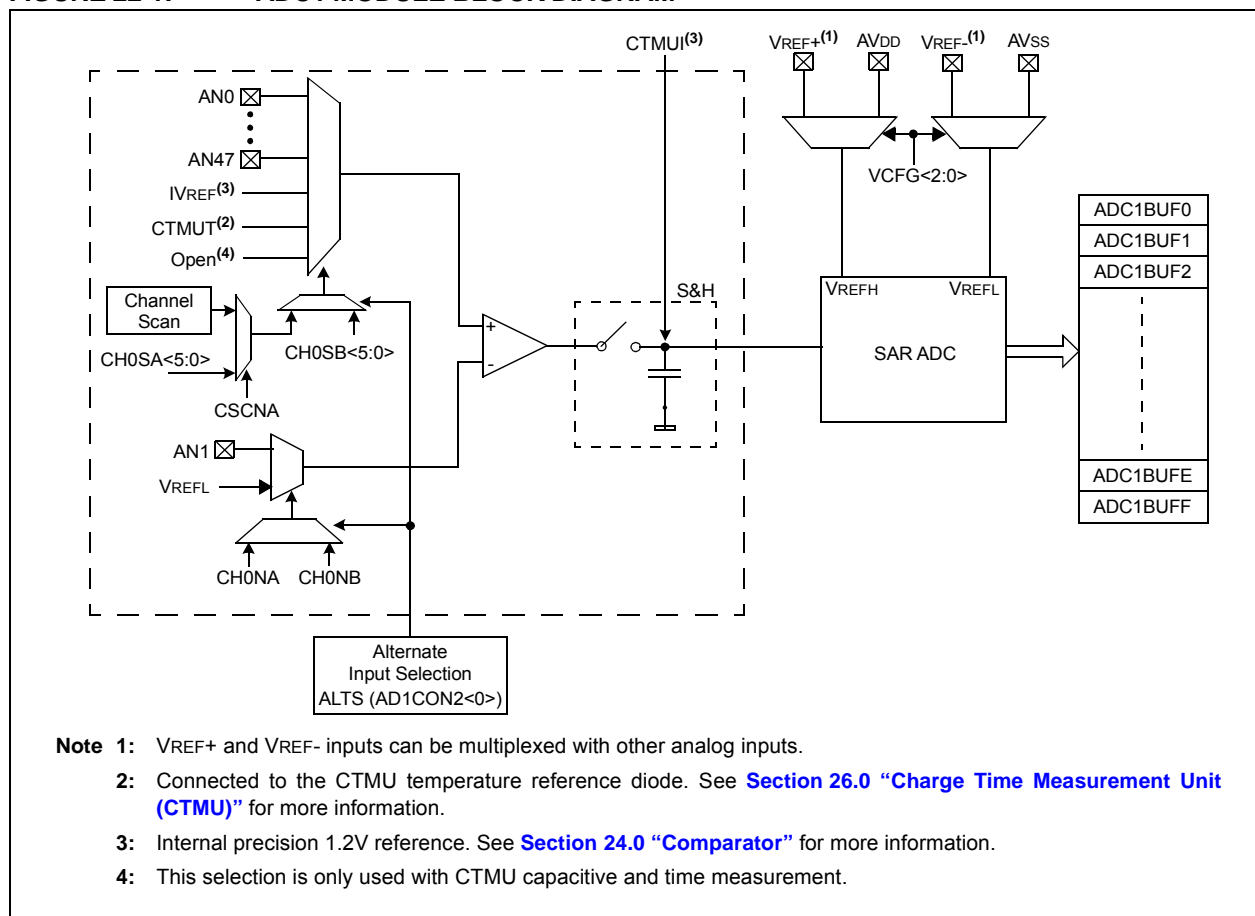 CTMUI(3)
VREF+(1) AVDD VREF-(1) AVSS
AN0
AN47
IVREF(3)
CTMUT(2)
Open(4)
VCFG<2:0>
Channel
Scan
CH0SA<5:0>
CH0SB<5:0>
CSCNA
S&H
VREFH VREFL
SAR ADC
ADC1BUF0
ADC1BUF1
ADC1BUF2
ADC1BUFE
ADC1BUFF
+
-
AN1
VREFL
CH0NA CH0NB
Alternate
Input Selection
ALTS (AD1CON2<0>)
Note 1: VREF+ and VREF- inputs can be multiplexed with other analog inputs.
2: Connected to the CTMU temperature reference diode. See Section 26.0 “Charge Time Measurement Unit
(CTMU)” for more information.
3: Internal precision 1.2V reference. See Section 24.0 “Comparator” for more information.
4: This selection is only used with CTMU capacitive and time measurement.